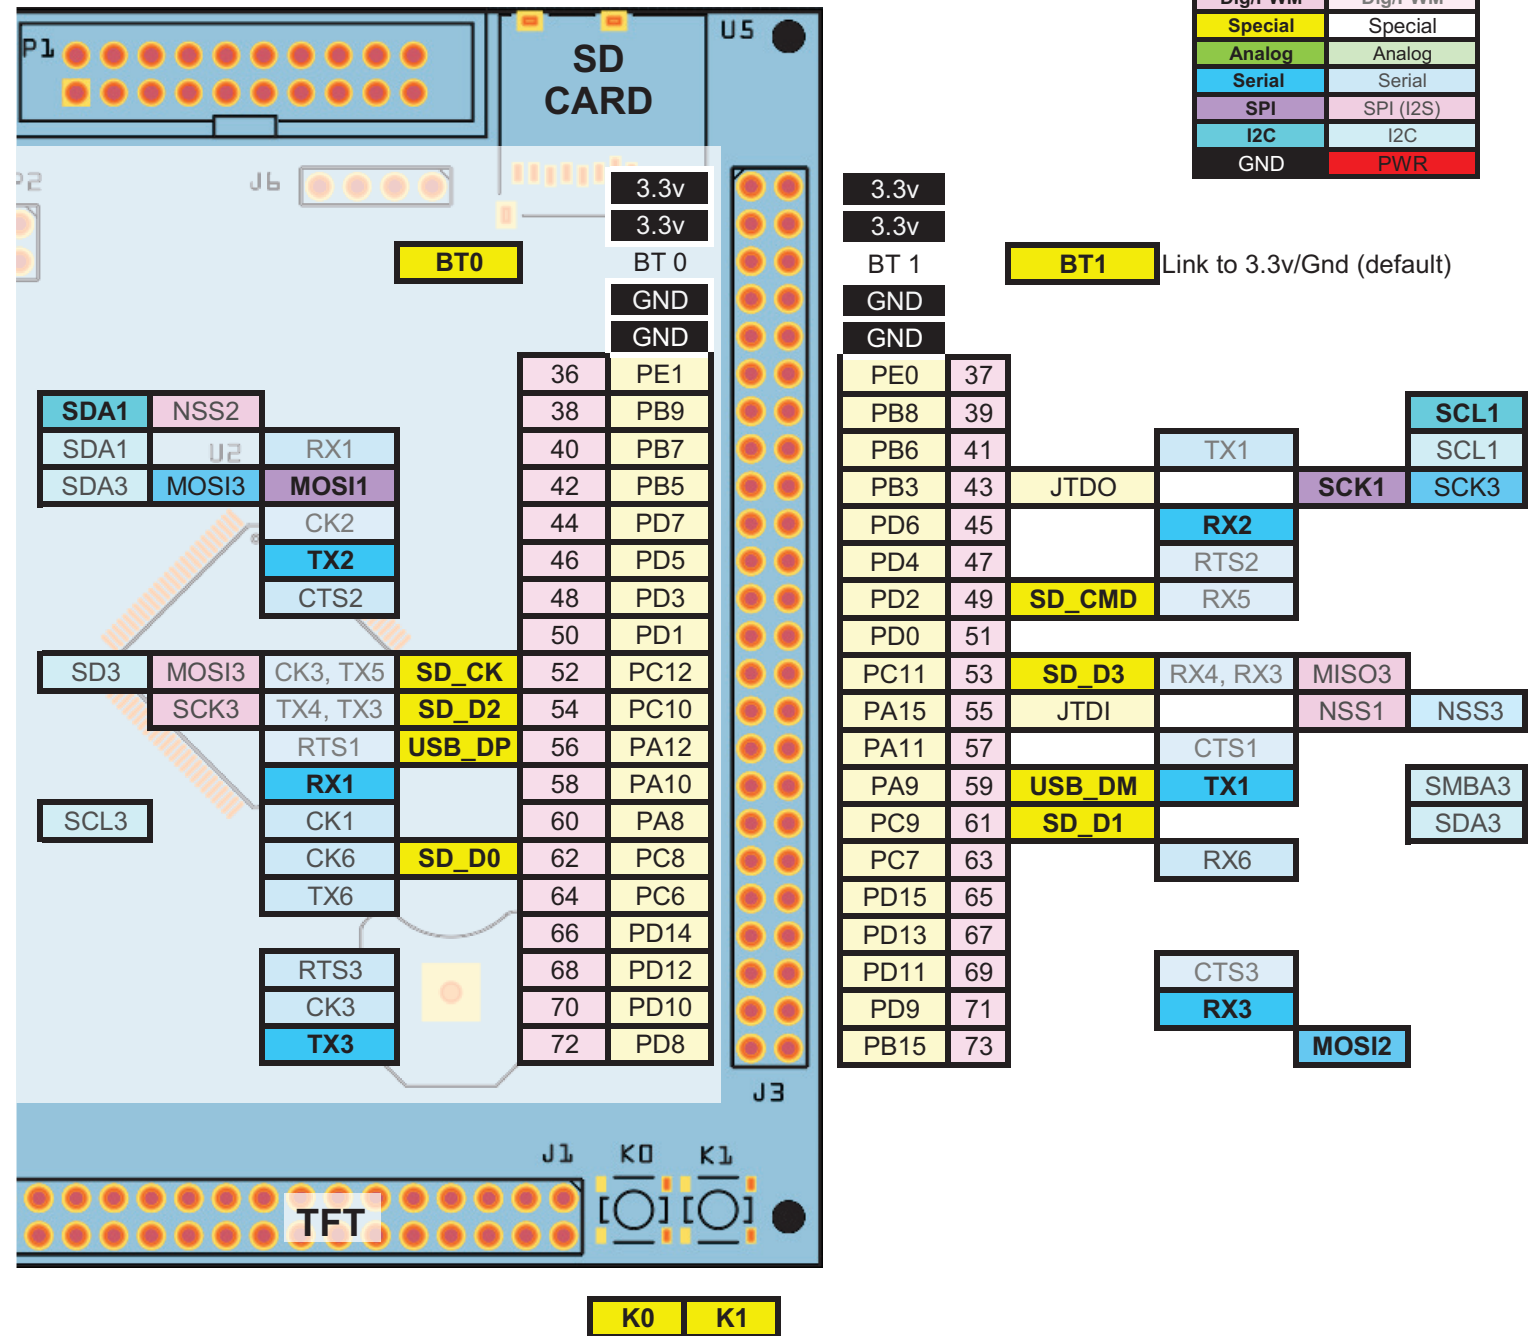 Dig/PWM Dig/PWM
Special Special
Analog Analog
Serial Serial
SPI SPI (I2S)
I2C I2C
GND PWR
P1
SD
CARD
U5
P2
J6
3.3v 3.3v
3.3v 3.3v
BT0 BT 0 BT 1 BT1 Link to 3.3v/Gnd (default)
GND GND
GND GND
36 PE1 PE0 37
SDA1 NSS2 38 PB9 PB8 39 SCL1
SDA1 U2 RX1 40 PB7 PB6 41 TX1 SCL1
SDA3 MOSI3 MOSI1 42 PB5 PB3 43 JTDO SCK1 SCK3
CK2 44 PD7 PD6 45 RX2
TX2 46 PD5 PD4 47 RTS2
CTS2 48 PD3 PD2 49 SD_CMD RX5
50 PD1 PD0 51
SD3 MOSI3 CK3, TX5 SD_CK 52 PC12 PC11 53 SD_D3 RX4, RX3 MISO3
SCK3 TX4, TX3 SD_D2 54 PC10 PA15 55 JTDI NSS1 NSS3
RTS1 USB_DP 56 PA12 PA11 57 CTS1
RX1 58 PA10 PA9 59 USB_DM TX1 SMBA3
SCL3 CK1 60 PA8 PC9 61 SD_D1 SDA3
CK6 SD_D0 62 PC8 PC7 63 RX6
TX6 64 PC6 PD15 65
66 PD14 PD13 67
RTS3 68 PD12 PD11 69 CTS3
CK3 70 PD10 PD9 71 RX3
TX3 72 PD8 PB15 73 MOSI2
J3
J1 K0 K1
TFT
K0 K1